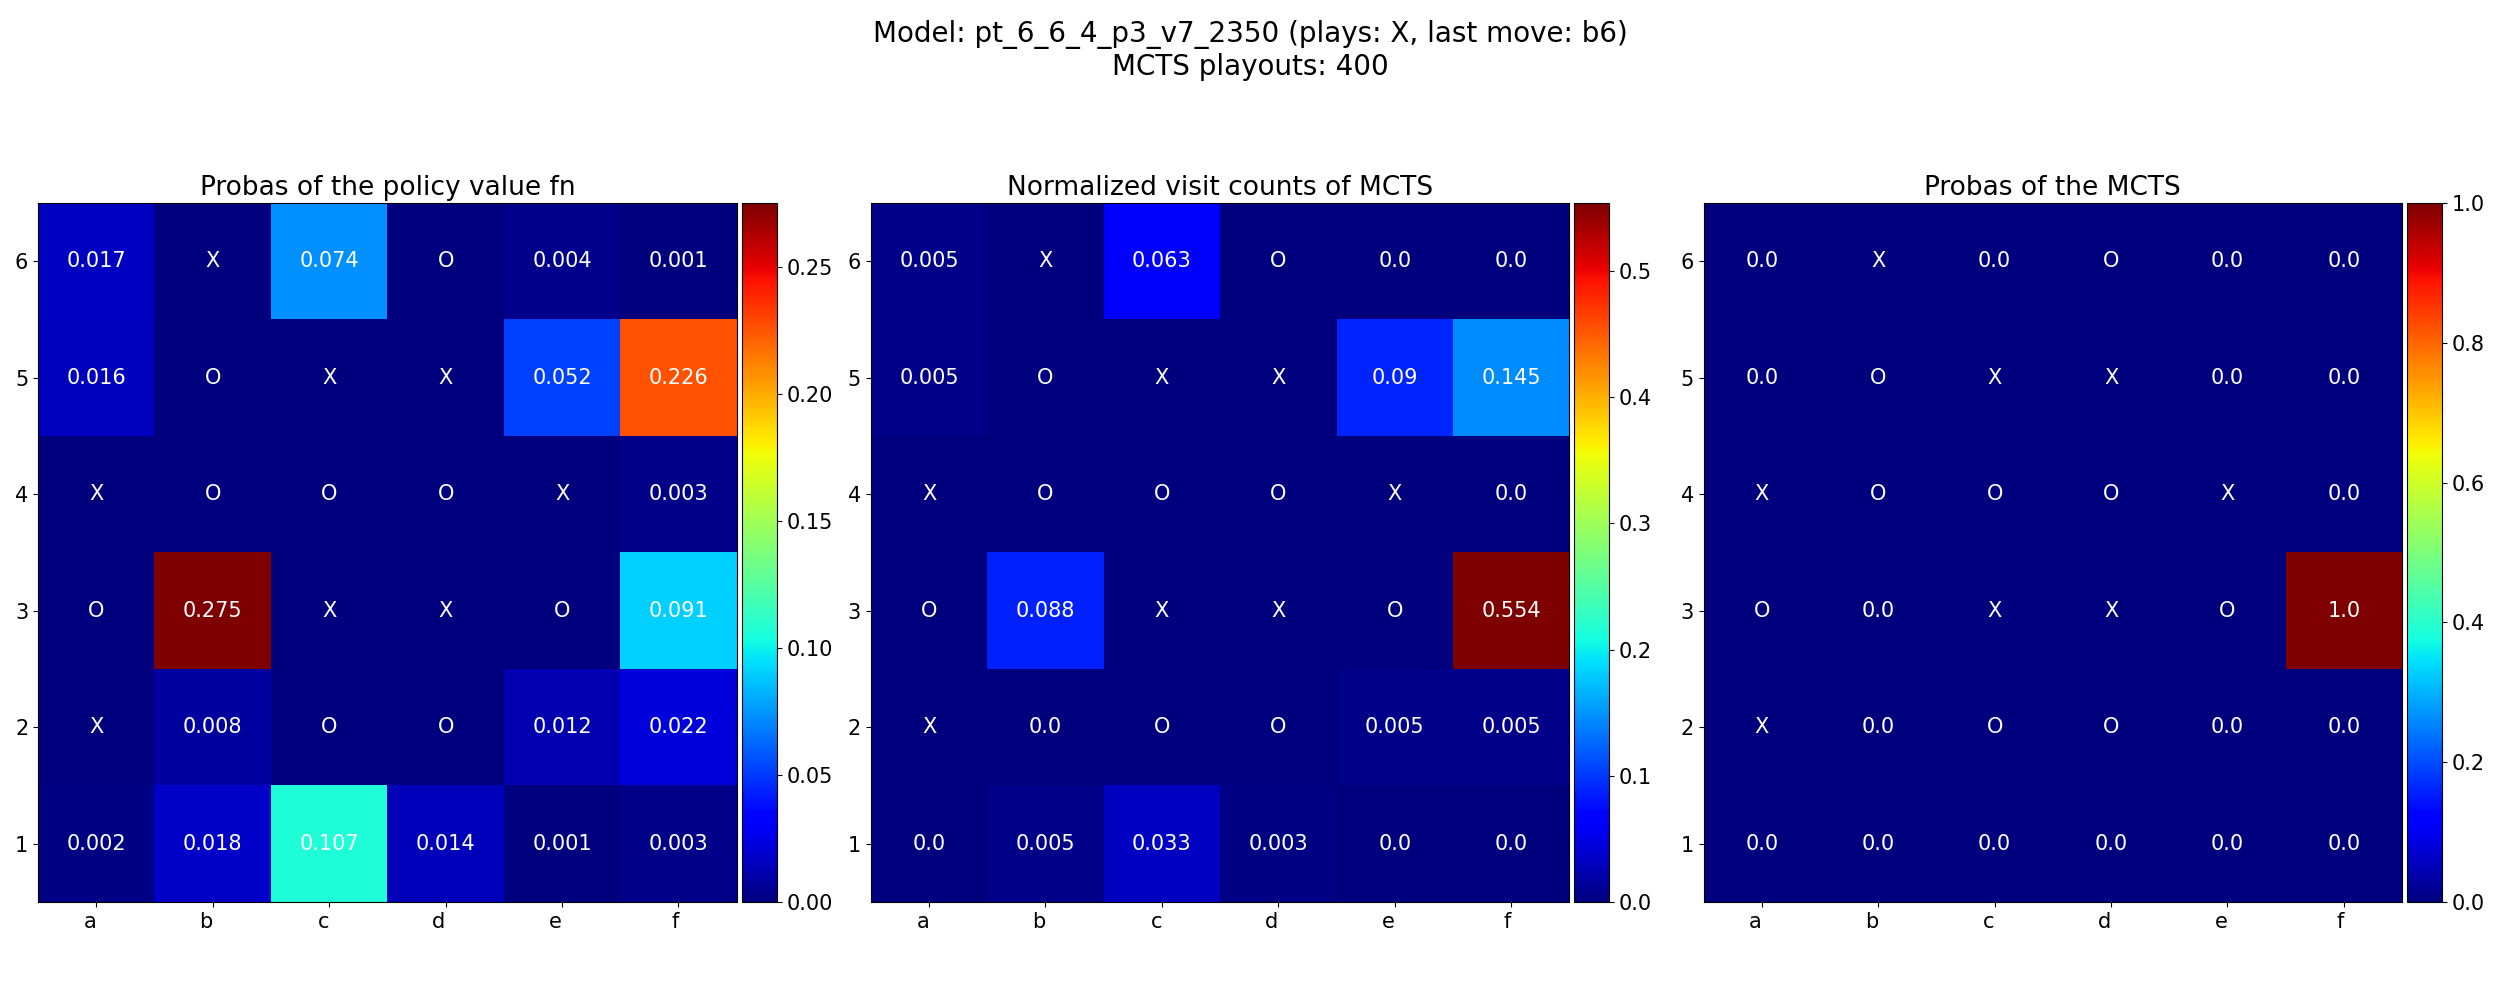 Model: pt_6_6_4_p3_v7_2350 (plays: X, last move: b6)
MCTS playouts: 400
Probas of the policy value fn
6 0.017 X 0.074 O 0.004 0.001
5 0.016 O X X 0.052 0.226
4 X O O O X 0.003
3 O 0.275 X X O 0.091
2 X 0.008 O O 0.012 0.022
1 0.002 0.018 0.107 0.014 0.001 0.003
a b c d e f
0.25
0.20
0.15
0.10
0.05
0.00
Normalized visit counts of MCTS
6 0.005 X 0.063 O 0.0 0.0
5 0.005 O X X 0.09 0.145
4 X O O O X 0.0
3 O 0.088 X X O 0.554
2 X 0.0 O O 0.005 0.005
1 0.0 0.005 0.033 0.003 0.0 0.0
a b c d e f
0.5
0.4
0.3
0.2
0.1
0.0
Probas of the MCTS
6 0.0 X 0.0 O 0.0 0.0
5 0.0 O X X 0.0 0.0
4 X O O O X 0.0
3 O 0.0 X X O 1.0
2 X 0.0 O O 0.0 0.0
1 0.0 0.0 0.0 0.0 0.0 0.0
a b c d e f
1.0
0.8
0.6
0.4
0.2
0.0